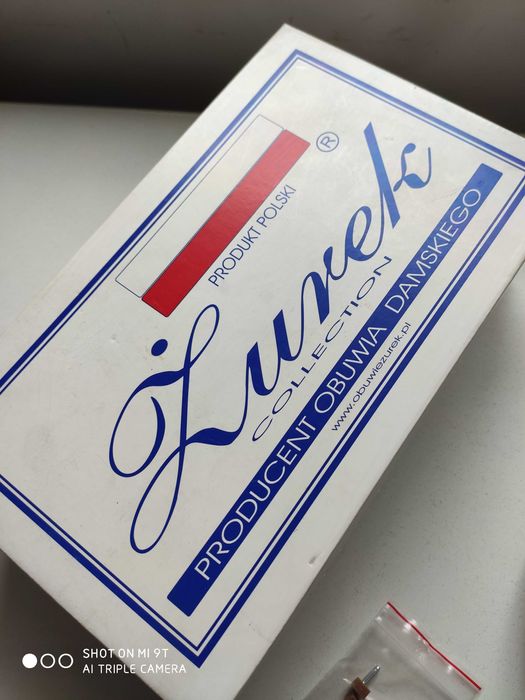 PRODUKT POLSKI
®
Żurek
COLLECTION
PRODUCENT OBUWIA DAMSKIEGO
www.obuwiezurek.pl
SHOT ON MI 9T
AI TRIPLE CAMERA